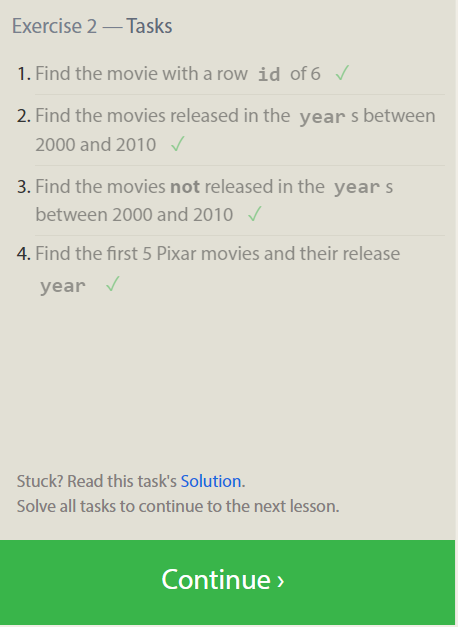 Exercise 2 — Tasks
1. Find the movie with a row id of 6 ✓
2. Find the movies released in the year s between
2000 and 2010 ✓
3. Find the movies not released in the year s
between 2000 and 2010 ✓
4. Find the first 5 Pixar movies and their release
year ✓
Stuck? Read this task's Solution.
Solve all tasks to continue to the next lesson.
Continue ›